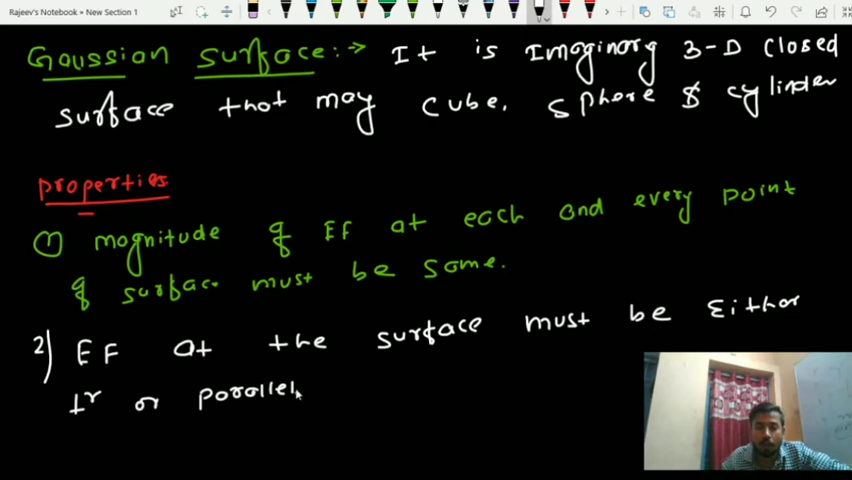 Rajeev's Notebook » New Section 1
Gaussian surface :-> It is Imaginary 3-D closed
surface that may cube, sphere & cylinder
properties
① magnitude of EF at each and every point
of surface must be same.
2) EF at the surface must be Either
⊥r or parallel